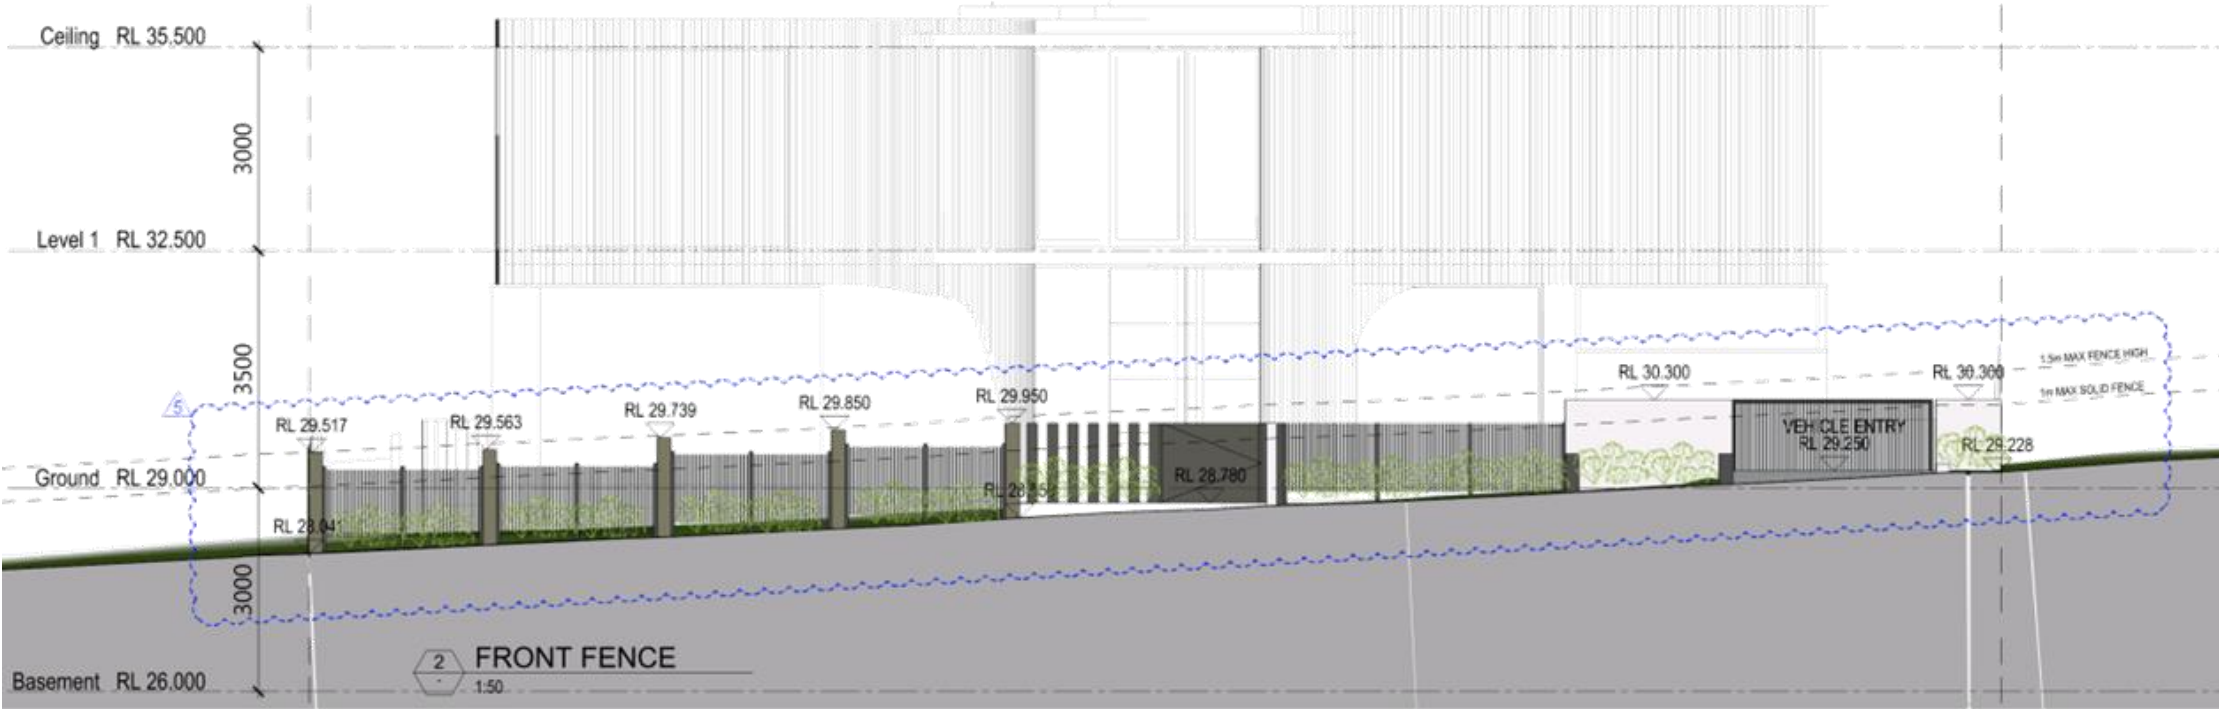 Ceiling RL 35.500
3000
Level 1 RL 32.500
3500
1.5m MAX FENCE HIGH
RL 30.300
RL 30.300
1m MAX SOLID FENCE
5
RL 29.517
RL 29.563
RL 29.739
RL 29.850
RL 29.950
VEHICLE ENTRY
RL 29.250
RL 29.228
Ground RL 29.000
RL 28.780
RL 28.041
3000
2
FRONT FENCE
-
1:50
Basement RL 26.000